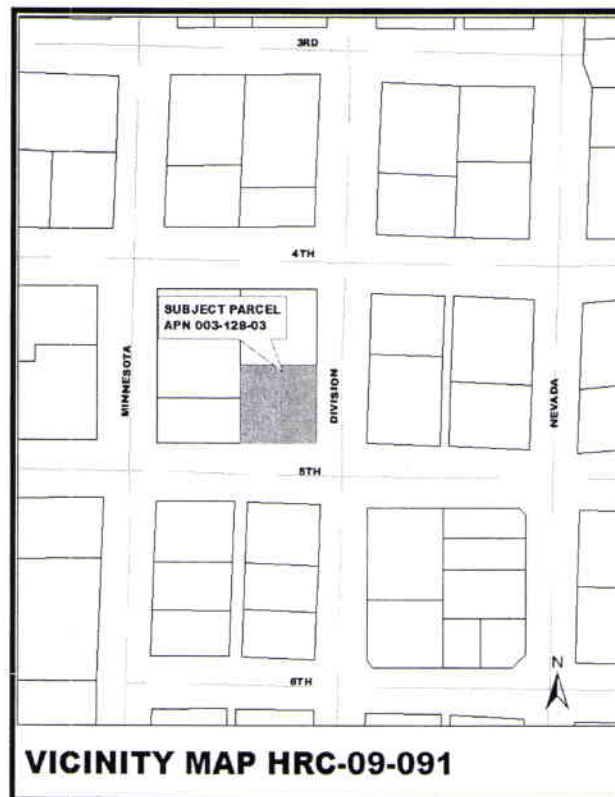 3RD
4TH
SUBJECT PARCEL
APN 003-128-03
MINNESOTA
DIVISION
NEVADA
5TH
6TH
N
VICINITY MAP HRC-09-091